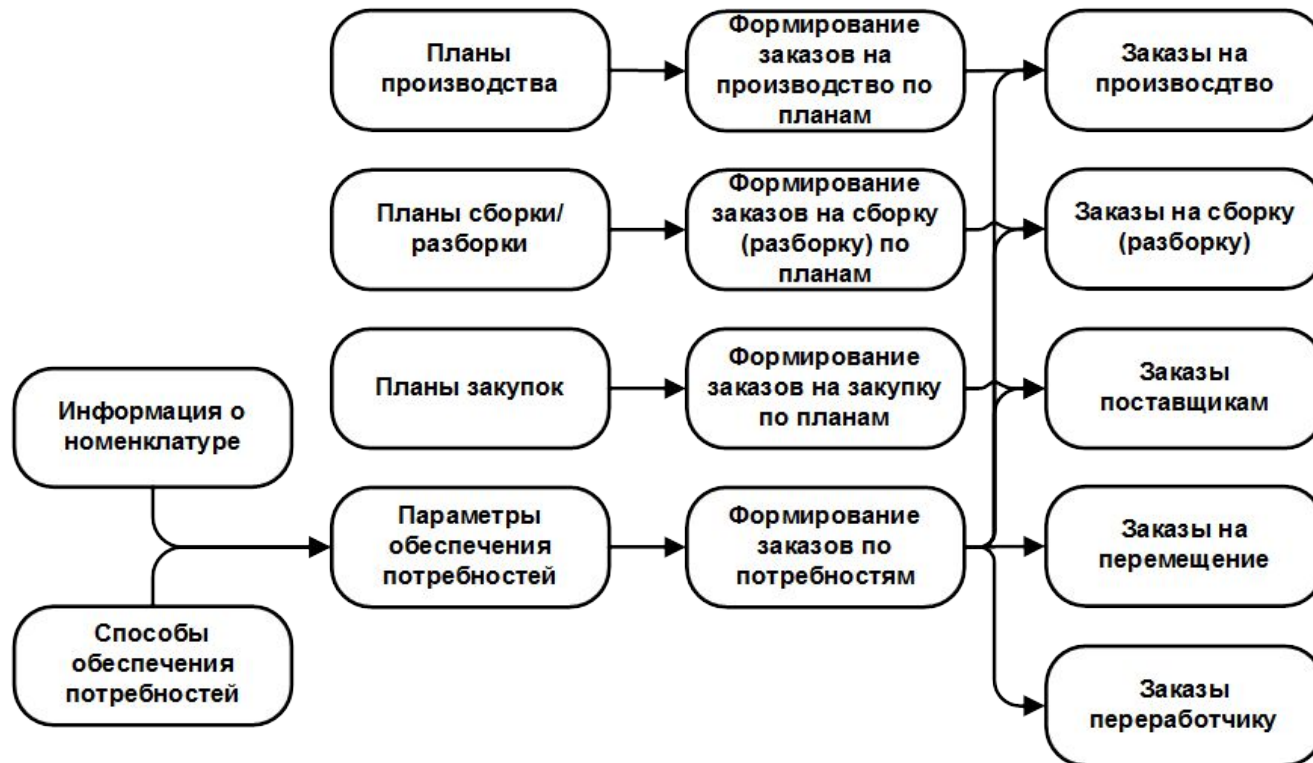 Планы
производства
Формирование
заказов на
производство по
планам
Заказы на
произвосдтво
Планы сборки/
разборки
Формирование
заказов на сборку
(разборку) по
планам
Заказы на сборку
(разборку)
Планы закупок
Формирование
заказов на закупку
по планам
Заказы
поставщикам
Информация о
номенклатуре
Параметры
обеспечения
потребностей
Формирование
заказов по
потребностям
Заказы на
перемещение
Способы
обеспечения
потребностей
Заказы
переработчику